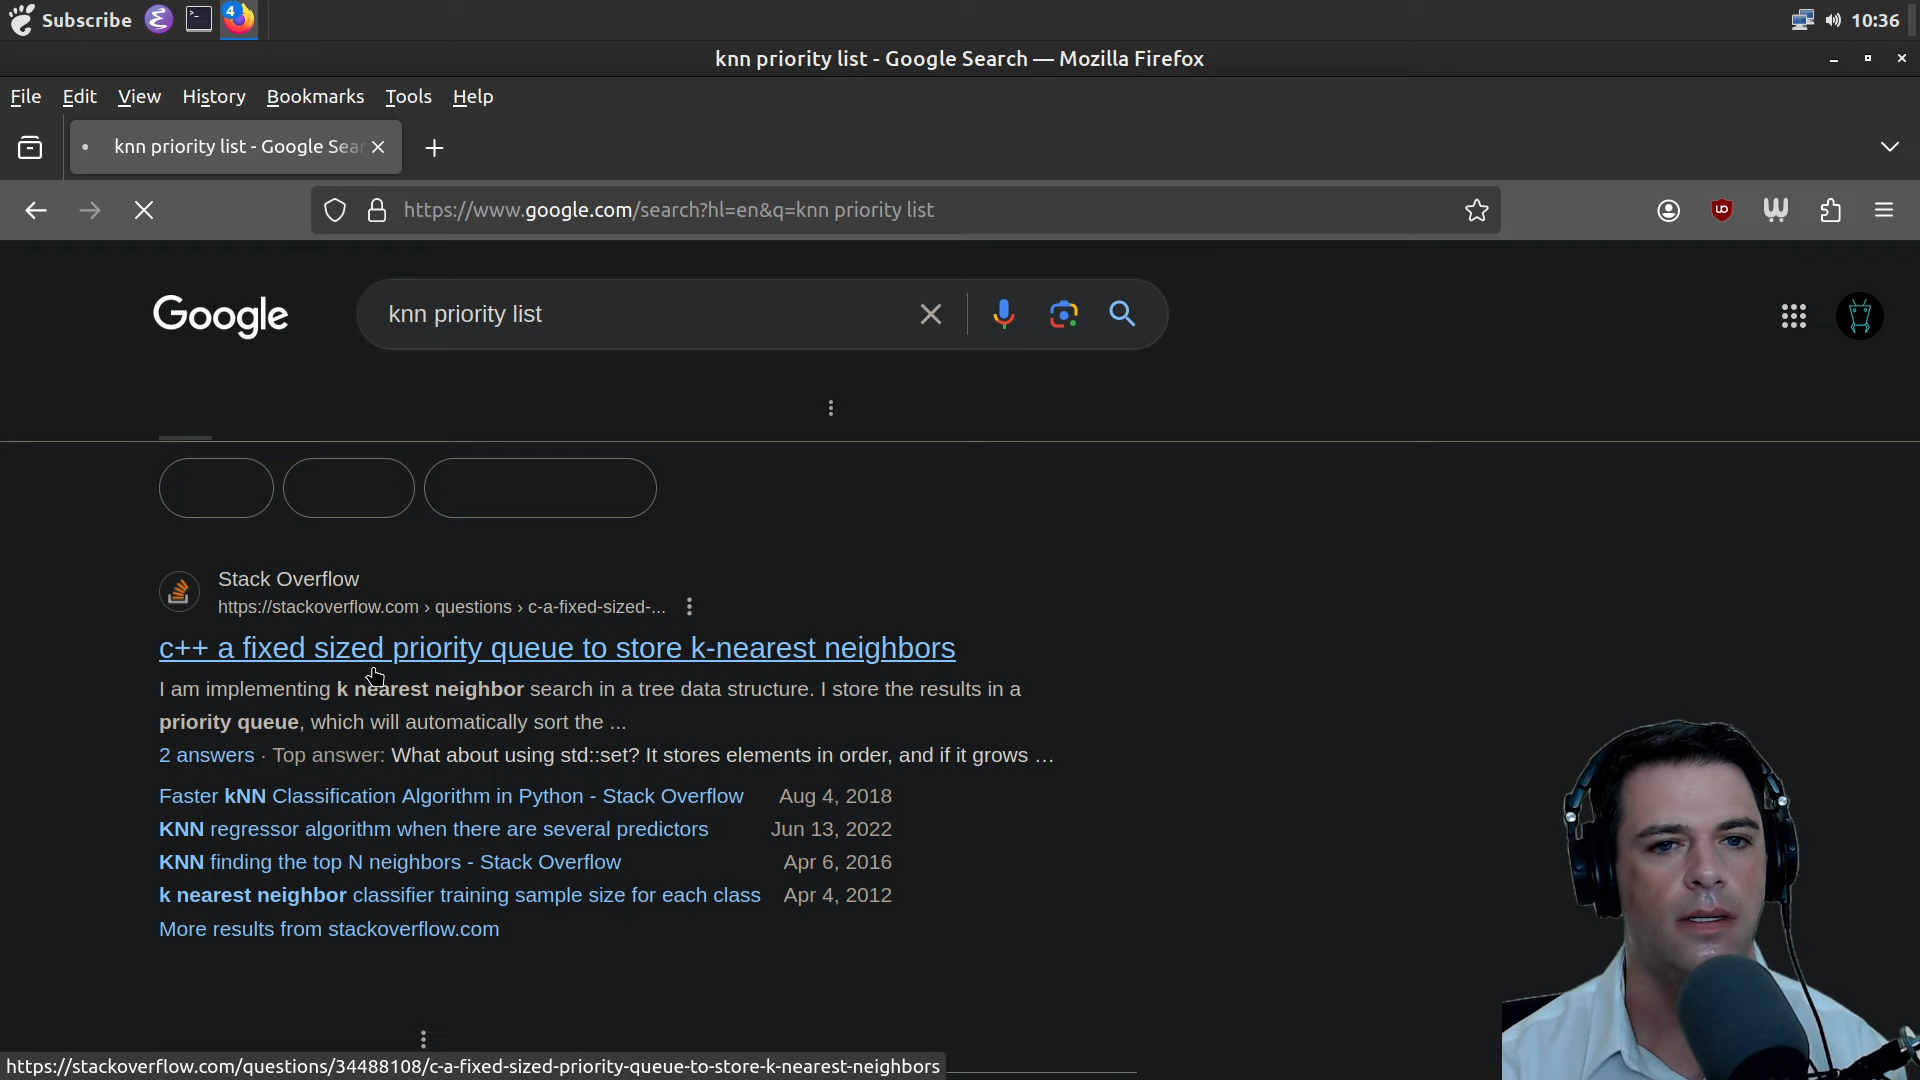 Subscribe
4
10:36
knn priority list - Google Search — Mozilla Firefox
File Edit View History Bookmarks Tools Help
knn priority list - Google Sear
https://www.google.com/search?hl=en&q=knn priority list
Google
knn priority list
Stack Overflow
https://stackoverflow.com › questions › c-a-fixed-sized-...
c++ a fixed sized priority queue to store k-nearest neighbors
I am implementing k nearest neighbor search in a tree data structure. I store the results in a
priority queue, which will automatically sort the ...
2 answers · Top answer: What about using std::set? It stores elements in order, and if it grows ...
Faster kNN Classification Algorithm in Python - Stack Overflow Aug 4, 2018
KNN regressor algorithm when there are several predictors Jun 13, 2022
KNN finding the top N neighbors - Stack Overflow Apr 6, 2016
k nearest neighbor classifier training sample size for each class Apr 4, 2012
More results from stackoverflow.com
https://stackoverflow.com/questions/34488108/c-a-fixed-sized-priority-queue-to-store-k-nearest-neighbors